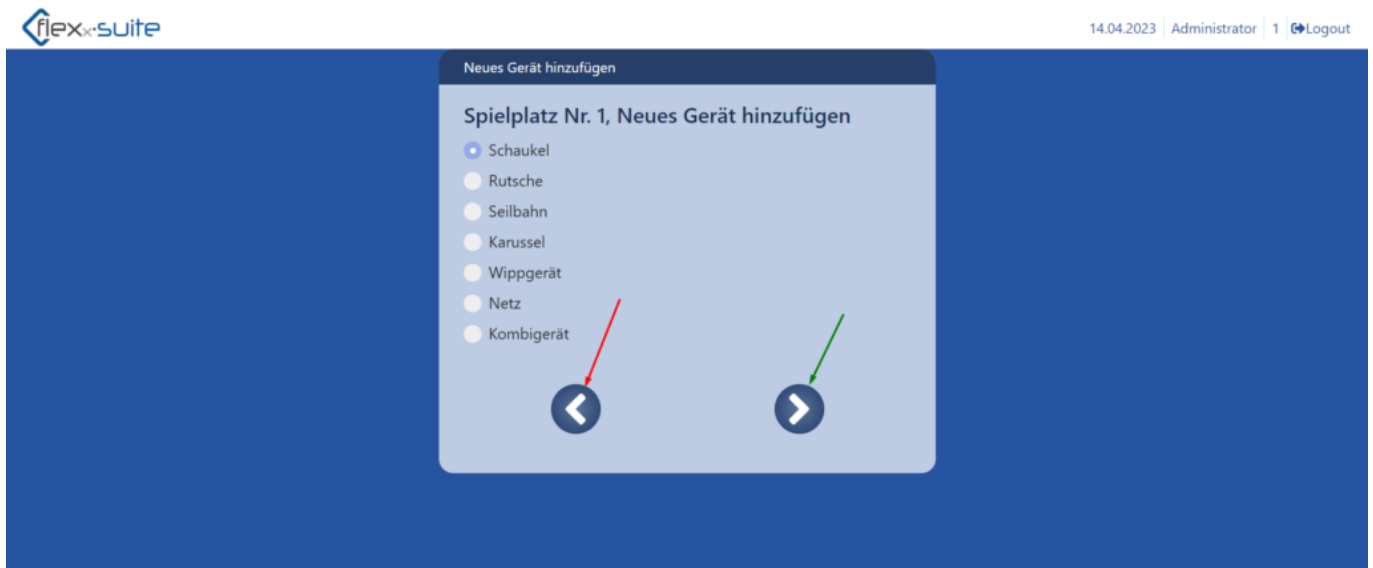 flexx·suite
14.04.2023 Administrator 1 Logout
Neues Gerät hinzufügen
Spielplatz Nr. 1, Neues Gerät hinzufügen
Schaukel
Rutsche
Seilbahn
Karussel
Wippgerät
Netz
Kombigerät